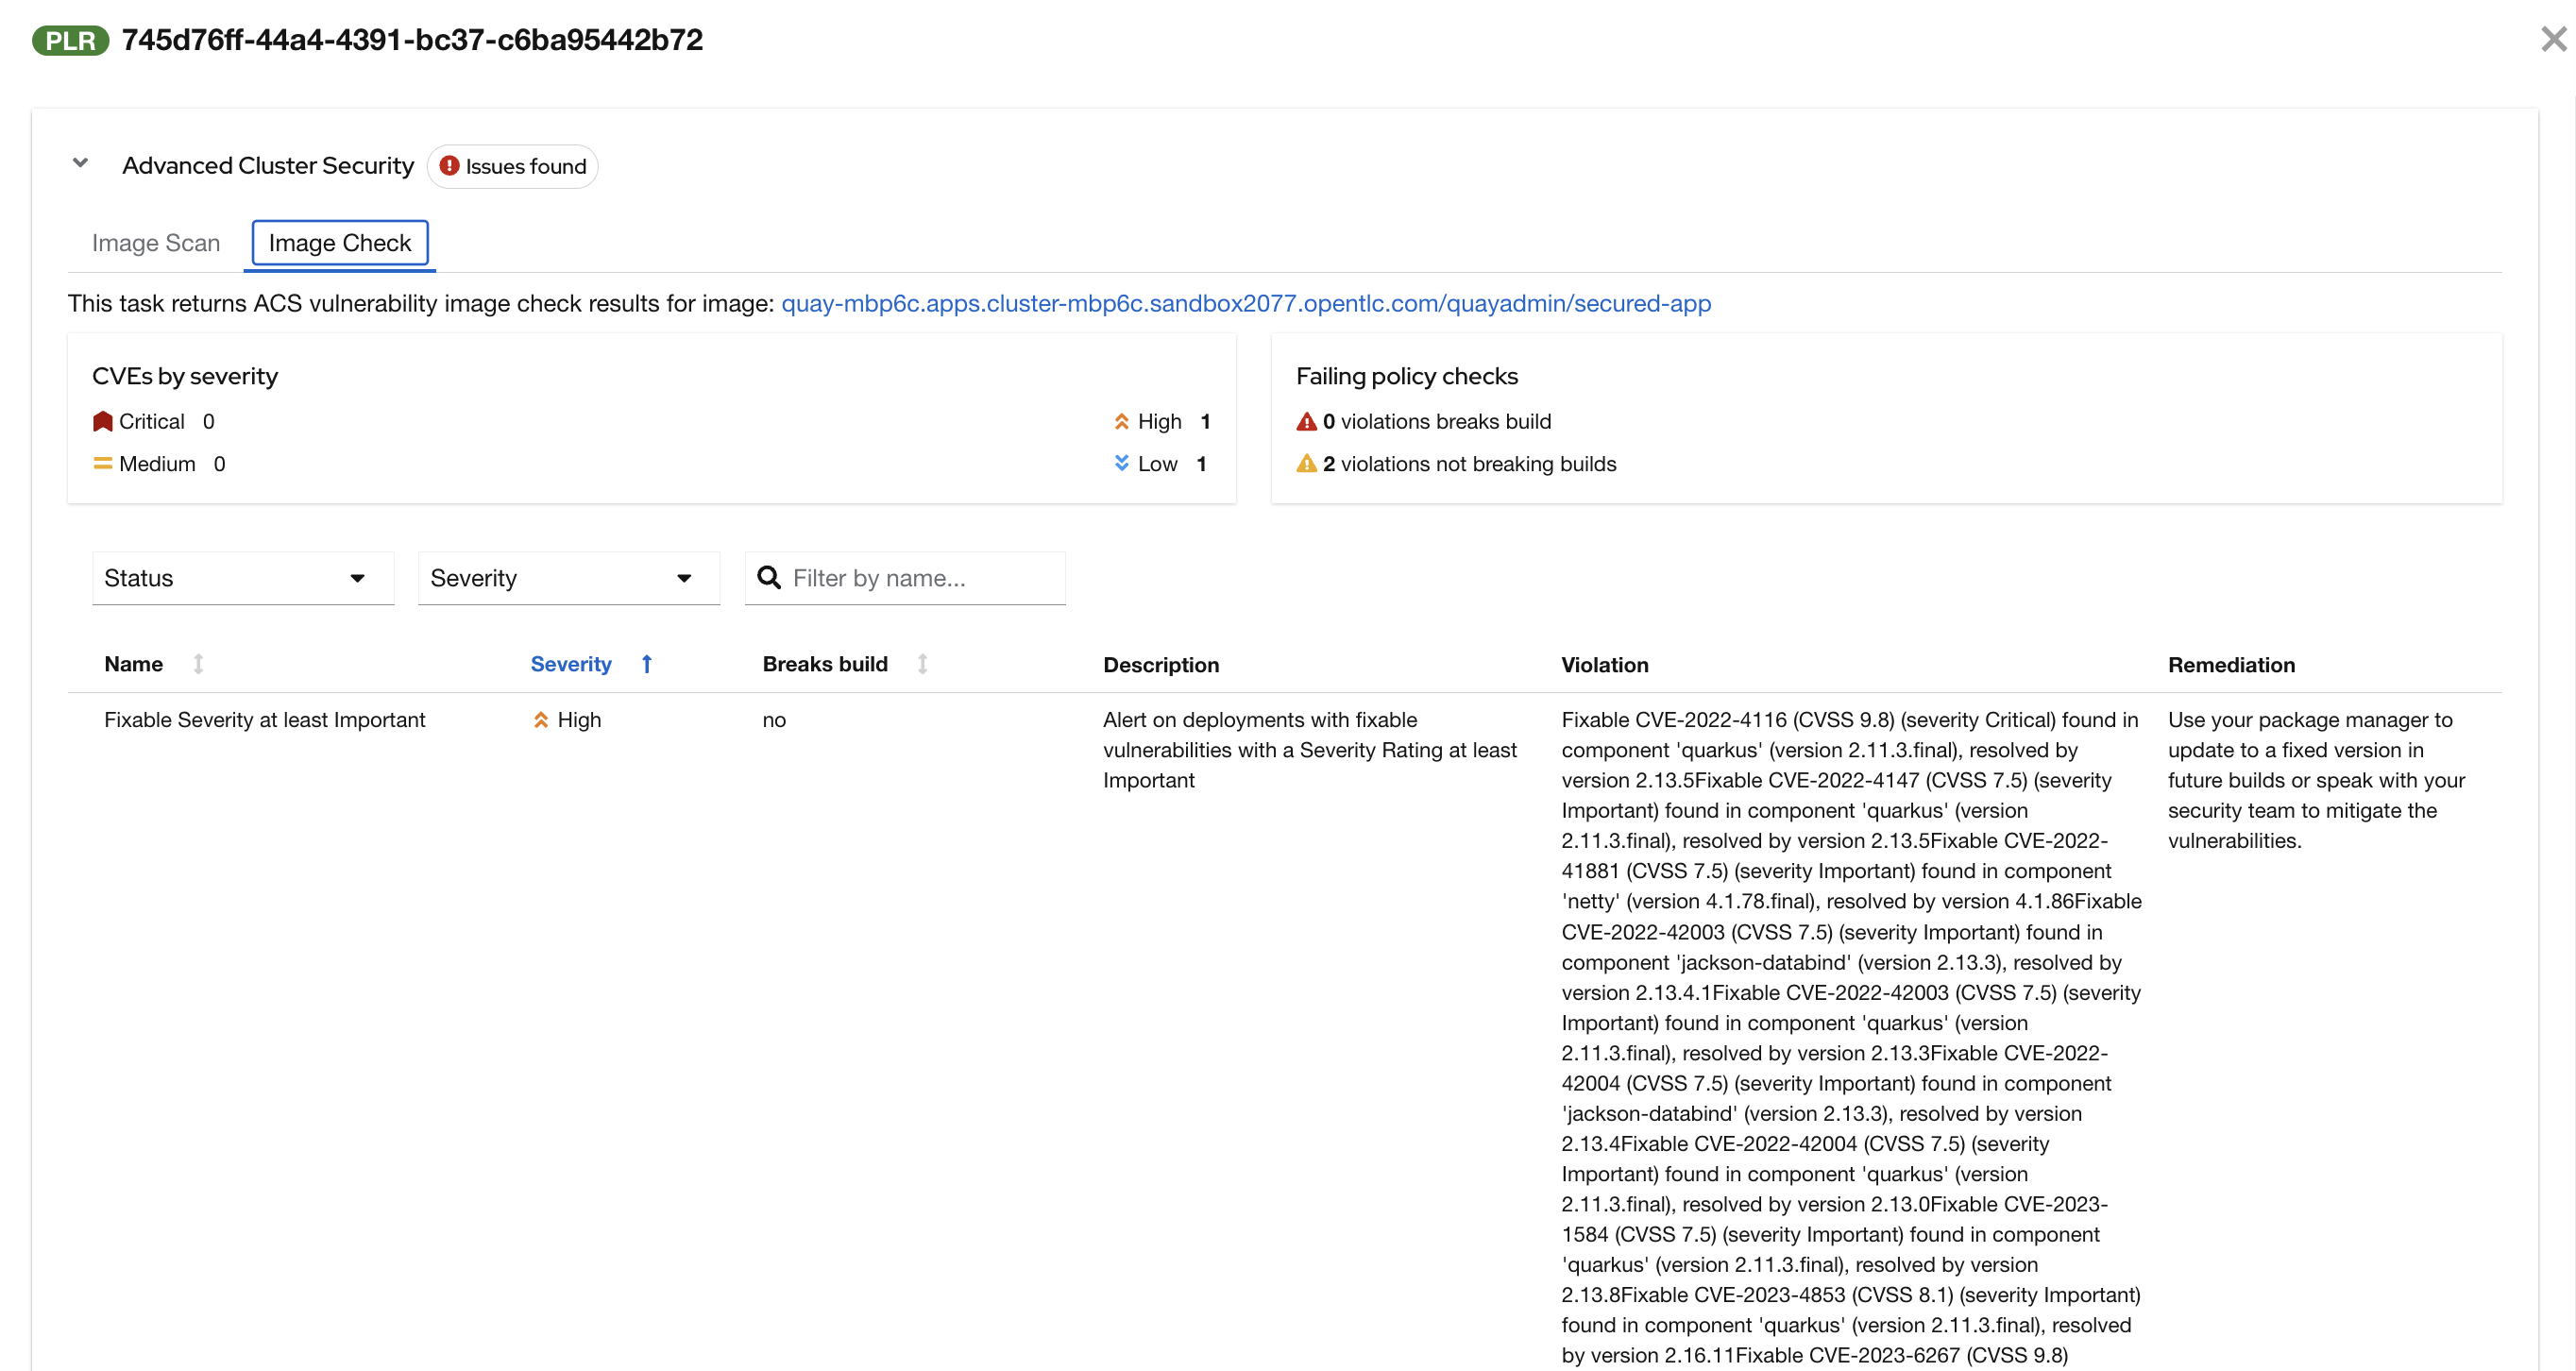 PLR 745d76ff-44a4-4391-bc37-c6ba95442b72
Advanced Cluster Security Issues found
Image Scan Image Check
This task returns ACS vulnerability image check results for image: quay-mbp6c.apps.cluster-mbp6c.sandbox2077.opentlc.com/quayadmin/secured-app
CVEs by severity
Critical 0
High 1
Medium 0
Low 1
Failing policy checks
0 violations breaks build
2 violations not breaking builds
Status
Severity
Filter by name...
Name Severity Breaks build Description Violation Remediation
Fixable Severity at least Important
High
no
Alert on deployments with fixable
vulnerabilities with a Severity Rating at least
Important
Fixable CVE-2022-4116 (CVSS 9.8) (severity Critical) found in
component 'quarkus' (version 2.11.3.final), resolved by
version 2.13.5Fixable CVE-2022-4147 (CVSS 7.5) (severity
Important) found in component 'quarkus' (version
2.11.3.final), resolved by version 2.13.5Fixable CVE-2022-
41881 (CVSS 7.5) (severity Important) found in component
'netty' (version 4.1.78.final), resolved by version 4.1.86Fixable
CVE-2022-42003 (CVSS 7.5) (severity Important) found in
component 'jackson-databind' (version 2.13.3), resolved by
version 2.13.4.1Fixable CVE-2022-42003 (CVSS 7.5) (severity
Important) found in component 'quarkus' (version
2.11.3.final), resolved by version 2.13.3Fixable CVE-2022-
42004 (CVSS 7.5) (severity Important) found in component
'jackson-databind' (version 2.13.3), resolved by version
2.13.4Fixable CVE-2022-42004 (CVSS 7.5) (severity
Important) found in component 'quarkus' (version
2.11.3.final), resolved by version 2.13.0Fixable CVE-2023-
1584 (CVSS 7.5) (severity Important) found in component
'quarkus' (version 2.11.3.final), resolved by version
2.13.8Fixable CVE-2023-4853 (CVSS 8.1) (severity Important)
found in component 'quarkus' (version 2.11.3.final), resolved
by version 2.16.11Fixable CVE-2023-6267 (CVSS 9.8)
Use your package manager to
update to a fixed version in
future builds or speak with your
security team to mitigate the
vulnerabilities.